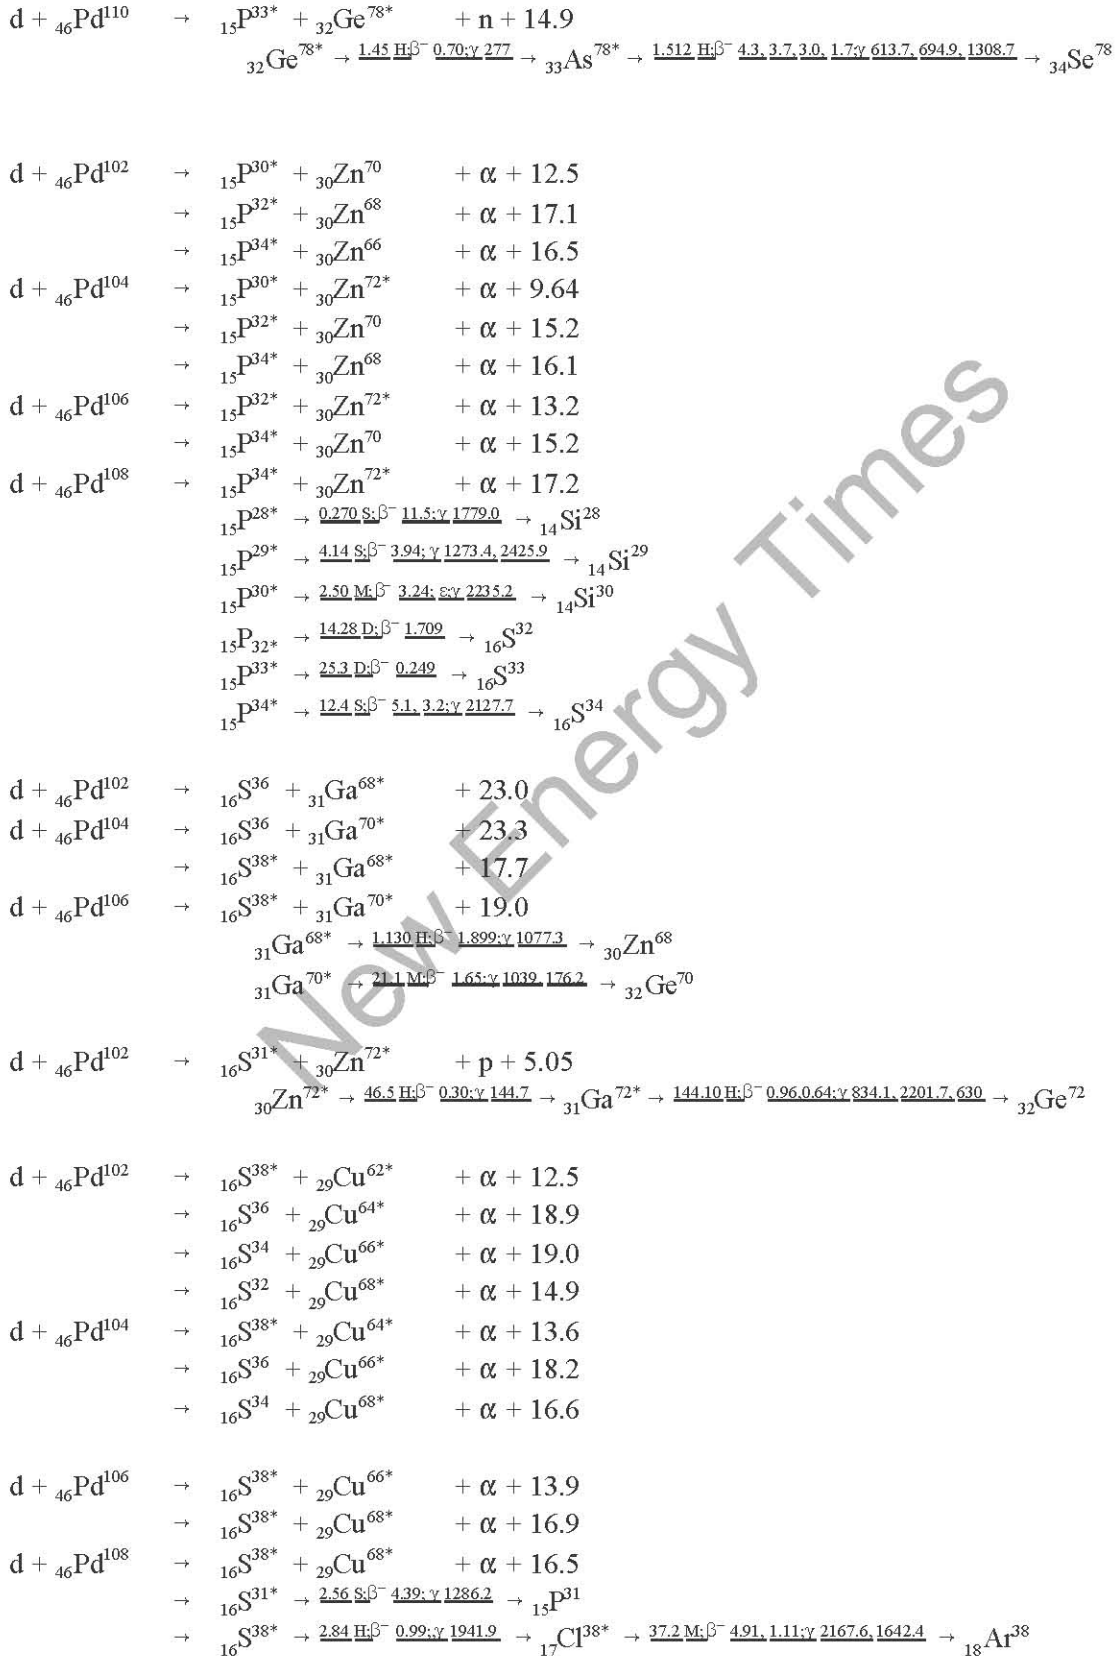 d + ₄₆Pd¹¹⁰ → ₁₅P³³* + ₃₂Ge⁷⁸* + n + 14.9
₃₂Ge⁷⁸* → 1.45 H;β⁻ 0.70;γ 277 → ₃₃As⁷⁸* → 1.512 H;β⁻ 4.3, 3.7, 3.0, 1.7;γ 613.7, 694.9, 1308.7 → ₃₄Se⁷⁸
d + ₄₆Pd¹⁰² → ₁₅P³⁰* + ₃₀Zn⁷⁰ + α + 12.5
→ ₁₅P³²* + ₃₀Zn⁶⁸ + α + 17.1
→ ₁₅P³⁴* + ₃₀Zn⁶⁶ + α + 16.5
d + ₄₆Pd¹⁰⁴ → ₁₅P³⁰* + ₃₀Zn⁷²* + α + 9.64
→ ₁₅P³²* + ₃₀Zn⁷⁰ + α + 15.2
→ ₁₅P³⁴* + ₃₀Zn⁶⁸ + α + 16.1
d + ₄₆Pd¹⁰⁶ → ₁₅P³²* + ₃₀Zn⁷²* + α + 13.2
→ ₁₅P³⁴* + ₃₀Zn⁷⁰ + α + 15.2
d + ₄₆Pd¹⁰⁸ → ₁₅P³⁴* + ₃₀Zn⁷²* + α + 17.2
₁₅P²⁸* → 0.270 S;β⁻ 11.5;γ 1779.0 → ₁₄Si²⁸
₁₅P²⁹* → 4.14 S;β⁻ 3.94; γ 1273.4, 2425.9 → ₁₄Si²⁹
₁₅P³⁰* → 2.50 M;β⁻ 3.24; ε;γ 2235.2 → ₁₄Si³⁰
₁₅P₃₂* → 14.28 D;β⁻ 1.709 → ₁₆S³²
₁₅P³³* → 25.3 D;β⁻ 0.249 → ₁₆S³³
₁₅P³⁴* → 12.4 S;β⁻ 5.1, 3.2;γ 2127.7 → ₁₆S³⁴
d + ₄₆Pd¹⁰² → ₁₆S³⁶ + ₃₁Ga⁶⁸* + 23.0
d + ₄₆Pd¹⁰⁴ → ₁₆S³⁶ + ₃₁Ga⁷⁰* + 23.3
→ ₁₆S³⁸* + ₃₁Ga⁶⁸* + 17.7
d + ₄₆Pd¹⁰⁶ → ₁₆S³⁸* + ₃₁Ga⁷⁰* + 19.0
₃₁Ga⁶⁸* → 1.130 H;β⁻ 1.899;γ 1077.3 → ₃₀Zn⁶⁸
₃₁Ga⁷⁰* → 21.1 M;β⁻ 1.65;γ 1039, 176.2 → ₃₂Ge⁷⁰
d + ₄₆Pd¹⁰² → ₁₆S³¹* + ₃₀Zn⁷²* + p + 5.05
₃₀Zn⁷²* → 46.5 H;β⁻ 0.30;γ 144.7 → ₃₁Ga⁷²* → 144.10 H;β⁻ 0.96,0.64;γ 834.1, 2201.7, 630 → ₃₂Ge⁷²
d + ₄₆Pd¹⁰² → ₁₆S³⁸* + ₂₉Cu⁶²* + α + 12.5
→ ₁₆S³⁶ + ₂₉Cu⁶⁴* + α + 18.9
→ ₁₆S³⁴ + ₂₉Cu⁶⁶* + α + 19.0
→ ₁₆S³² + ₂₉Cu⁶⁸* + α + 14.9
d + ₄₆Pd¹⁰⁴ → ₁₆S³⁸* + ₂₉Cu⁶⁴* + α + 13.6
→ ₁₆S³⁶ + ₂₉Cu⁶⁶* + α + 18.2
→ ₁₆S³⁴ + ₂₉Cu⁶⁸* + α + 16.6
d + ₄₆Pd¹⁰⁶ → ₁₆S³⁸* + ₂₉Cu⁶⁶* + α + 13.9
→ ₁₆S³⁸* + ₂₉Cu⁶⁸* + α + 16.9
d + ₄₆Pd¹⁰⁸ → ₁₆S³⁸* + ₂₉Cu⁶⁸* + α + 16.5
→ ₁₆S³¹* → 2.56 S;β⁻ 4.39; γ 1286.2 → ₁₅P³¹
→ ₁₆S³⁸* → 2.84 H;β⁻ 0.99;;γ 1941.9 → ₁₇Cl³⁸* → 37.2 M;β⁻ 4.91, 1.11;γ 2167.6, 1642.4 → ₁₈Ar³⁸
New Energy Times